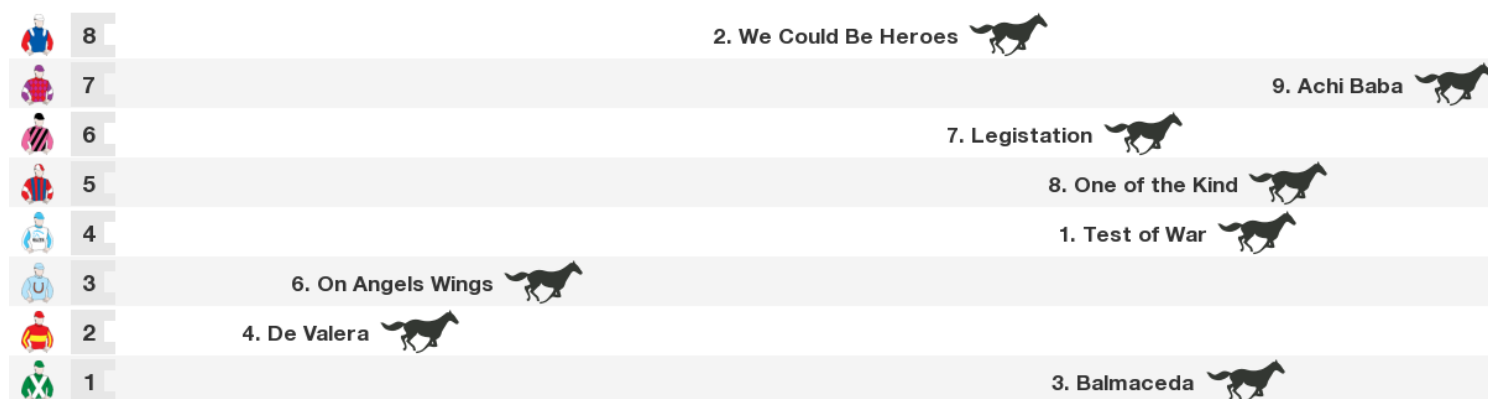 8 2. We Could Be Heroes
7 9. Achi Baba
6 7. Legistation
5 8. One of the Kind
4 1. Test of War
3 6. On Angels Wings
2 4. De Valera
1 3. Balmaceda